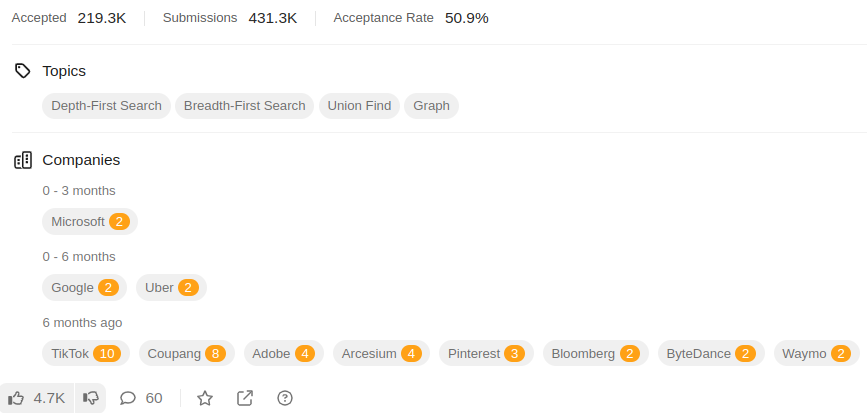 Accepted 219.3K Submissions 431.3K Acceptance Rate 50.9%
Topics
Depth-First Search Breadth-First Search Union Find Graph
Companies
0 - 3 months
Microsoft 2
0 - 6 months
Google 2 Uber 2
6 months ago
TikTok 10 Coupang 8 Adobe 4 Arcesium 4 Pinterest 3 Bloomberg 2 ByteDance 2 Waymo 2
4.7K 60